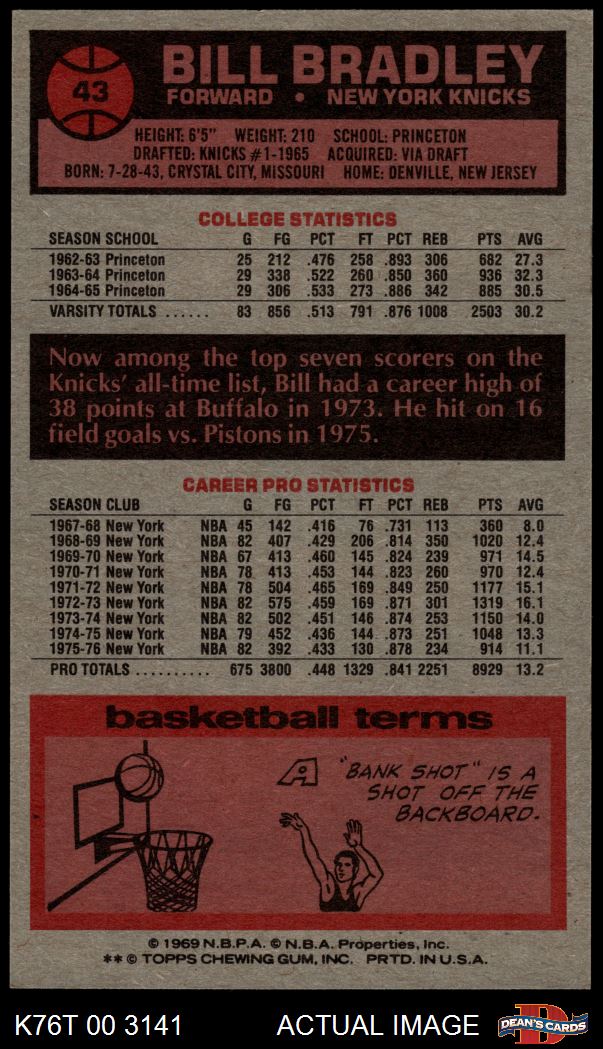 43
BILL BRADLEY
FORWARD • NEW YORK KNICKS
HEIGHT: 6'5" WEIGHT: 210 SCHOOL: PRINCETON
DRAFTED: KNICKS #1-1965 ACQUIRED: VIA DRAFT
BORN: 7-28-43, CRYSTAL CITY, MISSOURI HOME: DENVILLE, NEW JERSEY
COLLEGE STATISTICS
SEASON SCHOOL G FG PCT FT PCT REB PTS AVG
1962-63 Princeton 25 212 .476 258 .893 306 682 27.3
1963-64 Princeton 29 338 .522 260 .850 360 936 32.3
1964-65 Princeton 29 306 .533 273 .886 342 885 30.5
VARSITY TOTALS ...... 83 856 .513 791 .876 1008 2503 30.2
Now among the top seven scorers on the
Knicks' all-time list, Bill had a career high of
38 points at Buffalo in 1973. He hit on 16
field goals vs. Pistons in 1975.
CAREER PRO STATISTICS
SEASON CLUB G FG PCT FT PCT REB PTS AVG
1967-68 New York NBA 45 142 .416 76 .731 113 360 8.0
1968-69 New York NBA 82 407 .429 206 .814 350 1020 12.4
1969-70 New York NBA 67 413 .460 145 .824 239 971 14.5
1970-71 New York NBA 78 413 .453 144 .823 260 970 12.4
1971-72 New York NBA 78 504 .465 169 .849 250 1177 15.1
1972-73 New York NBA 82 575 .459 169 .871 301 1319 16.1
1973-74 New York NBA 82 502 .451 146 .874 253 1150 14.0
1974-75 New York NBA 79 452 .436 144 .873 251 1048 13.3
1975-76 New York NBA 82 392 .433 130 .878 234 914 11.1
PRO TOTALS .......... 675 3800 .448 1329 .841 2251 8929 13.2
basketball terms
A "BANK SHOT" IS A
SHOT OFF THE
BACKBOARD.
© 1969 N.B.P.A. © N.B.A. Properties, Inc.
** © TOPPS CHEWING GUM, INC. PRTD. IN U.S.A.
K76T 00 3141 ACTUAL IMAGE D DEAN'S CARDS